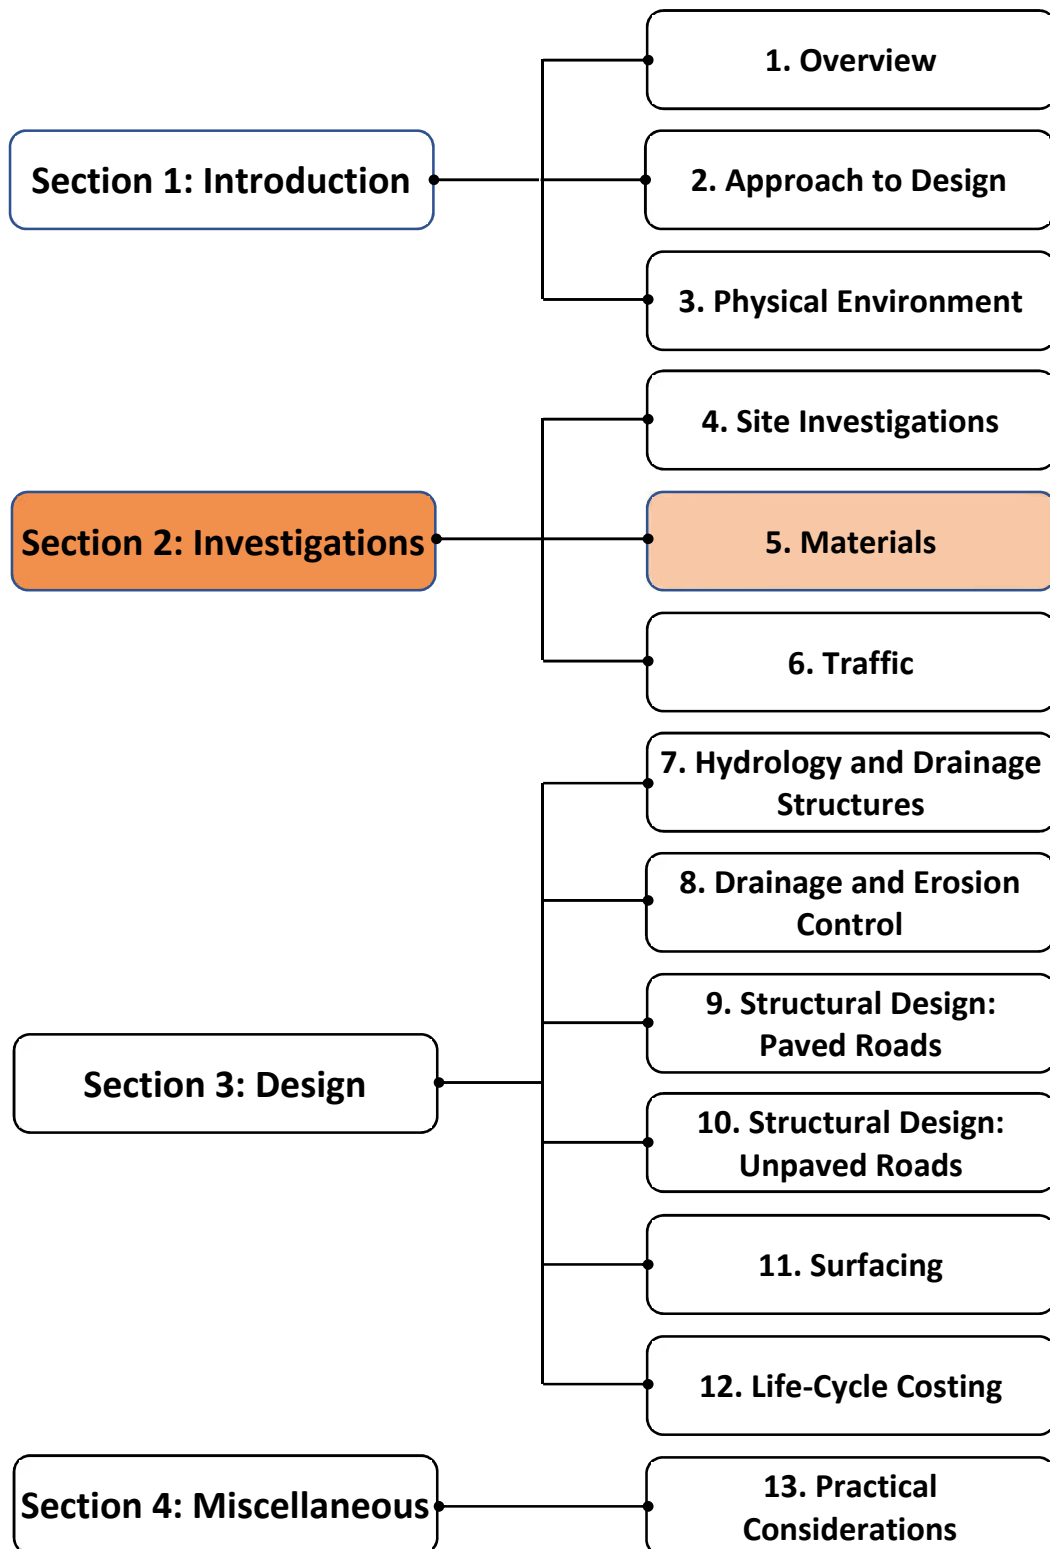 Section 1: Introduction
1. Overview
2. Approach to Design
3. Physical Environment
Section 2: Investigations
4. Site Investigations
5. Materials
6. Traffic
Section 3: Design
7. Hydrology and Drainage
Structures
8. Drainage and Erosion
Control
9. Structural Design:
Paved Roads
10. Structural Design:
Unpaved Roads
11. Surfacing
12. Life-Cycle Costing
Section 4: Miscellaneous
13. Practical
Considerations